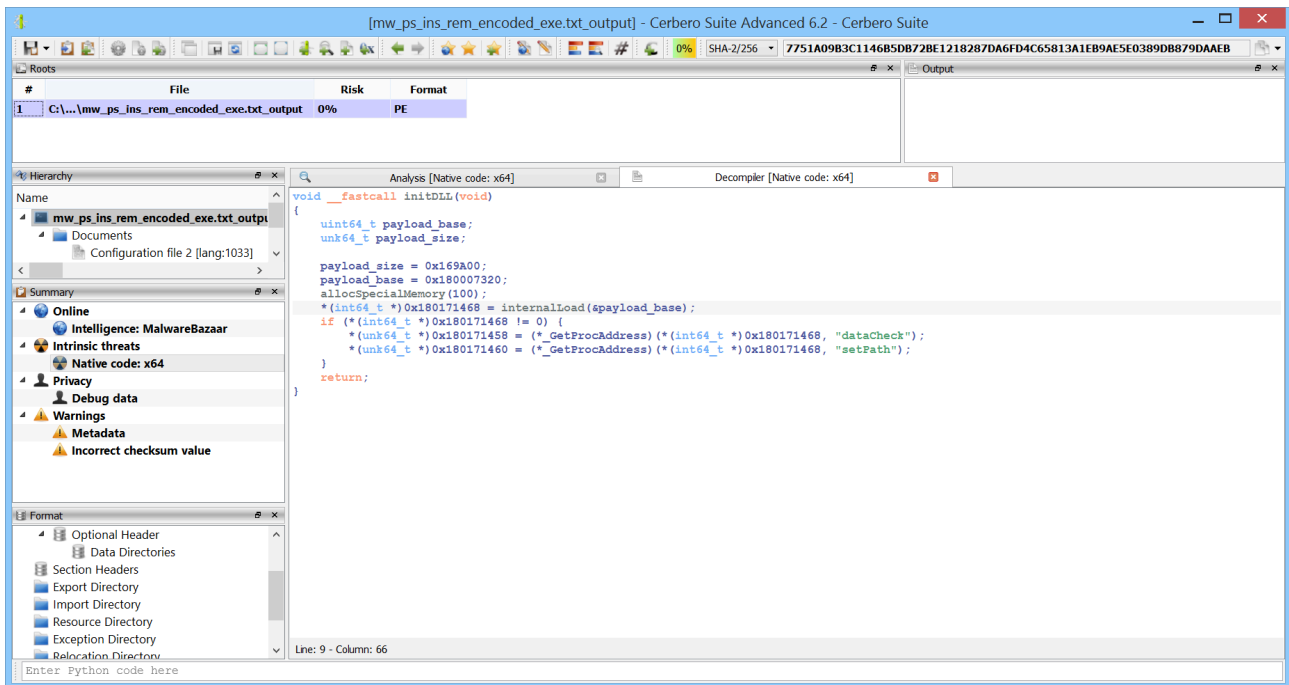 [mw_ps_ins_rem_encoded_exe.txt_output] - Cerbero Suite Advanced 6.2 - Cerbero Suite
0% SHA-2/256 7751A09B3C1146B5DB72BE1218287DA6FD4C65813A1EB9AE5E0389DB879DAAEB
Roots
# File Risk Format
1 C:\...\mw_ps_ins_rem_encoded_exe.txt_output 0% PE
Output
Hierarchy
Name
mw_ps_ins_rem_encoded_exe.txt_outpu
Documents
Configuration file 2 [lang:1033]
Summary
Online
Intelligence: MalwareBazaar
Intrinsic threats
Native code: x64
Privacy
Debug data
Warnings
Metadata
Incorrect checksum value
Format
Optional Header
Data Directories
Section Headers
Export Directory
Import Directory
Resource Directory
Exception Directory
Relocation Directory
Analysis [Native code: x64] Decompiler [Native code: x64]
void __fastcall initDLL(void)
{
uint64_t payload_base;
unk64_t payload_size;
payload_size = 0x169A00;
payload_base = 0x180007320;
allocSpecialMemory(100);
*(int64_t *)0x180171468 = internalLoad(&payload_base);
if (*(int64_t *)0x180171468 != 0) {
*(unk64_t *)0x180171458 = (*_GetProcAddress)(*(int64_t *)0x180171468, "dataCheck");
*(unk64_t *)0x180171460 = (*_GetProcAddress)(*(int64_t *)0x180171468, "setPath");
}
return;
}
Line: 9 - Column: 66
Enter Python code here